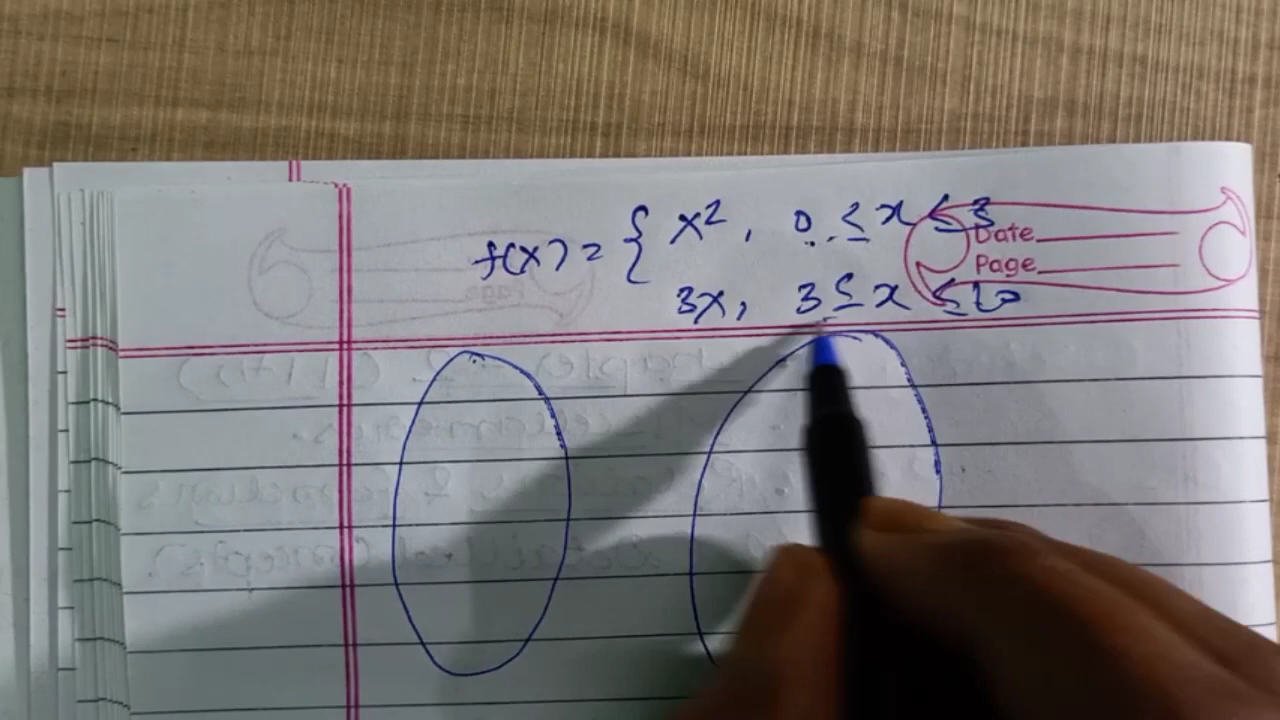 f(x) = { x², 0 ≤ x ≤ 3
3x, 3 ≤ x ≤ 10
Date
Page